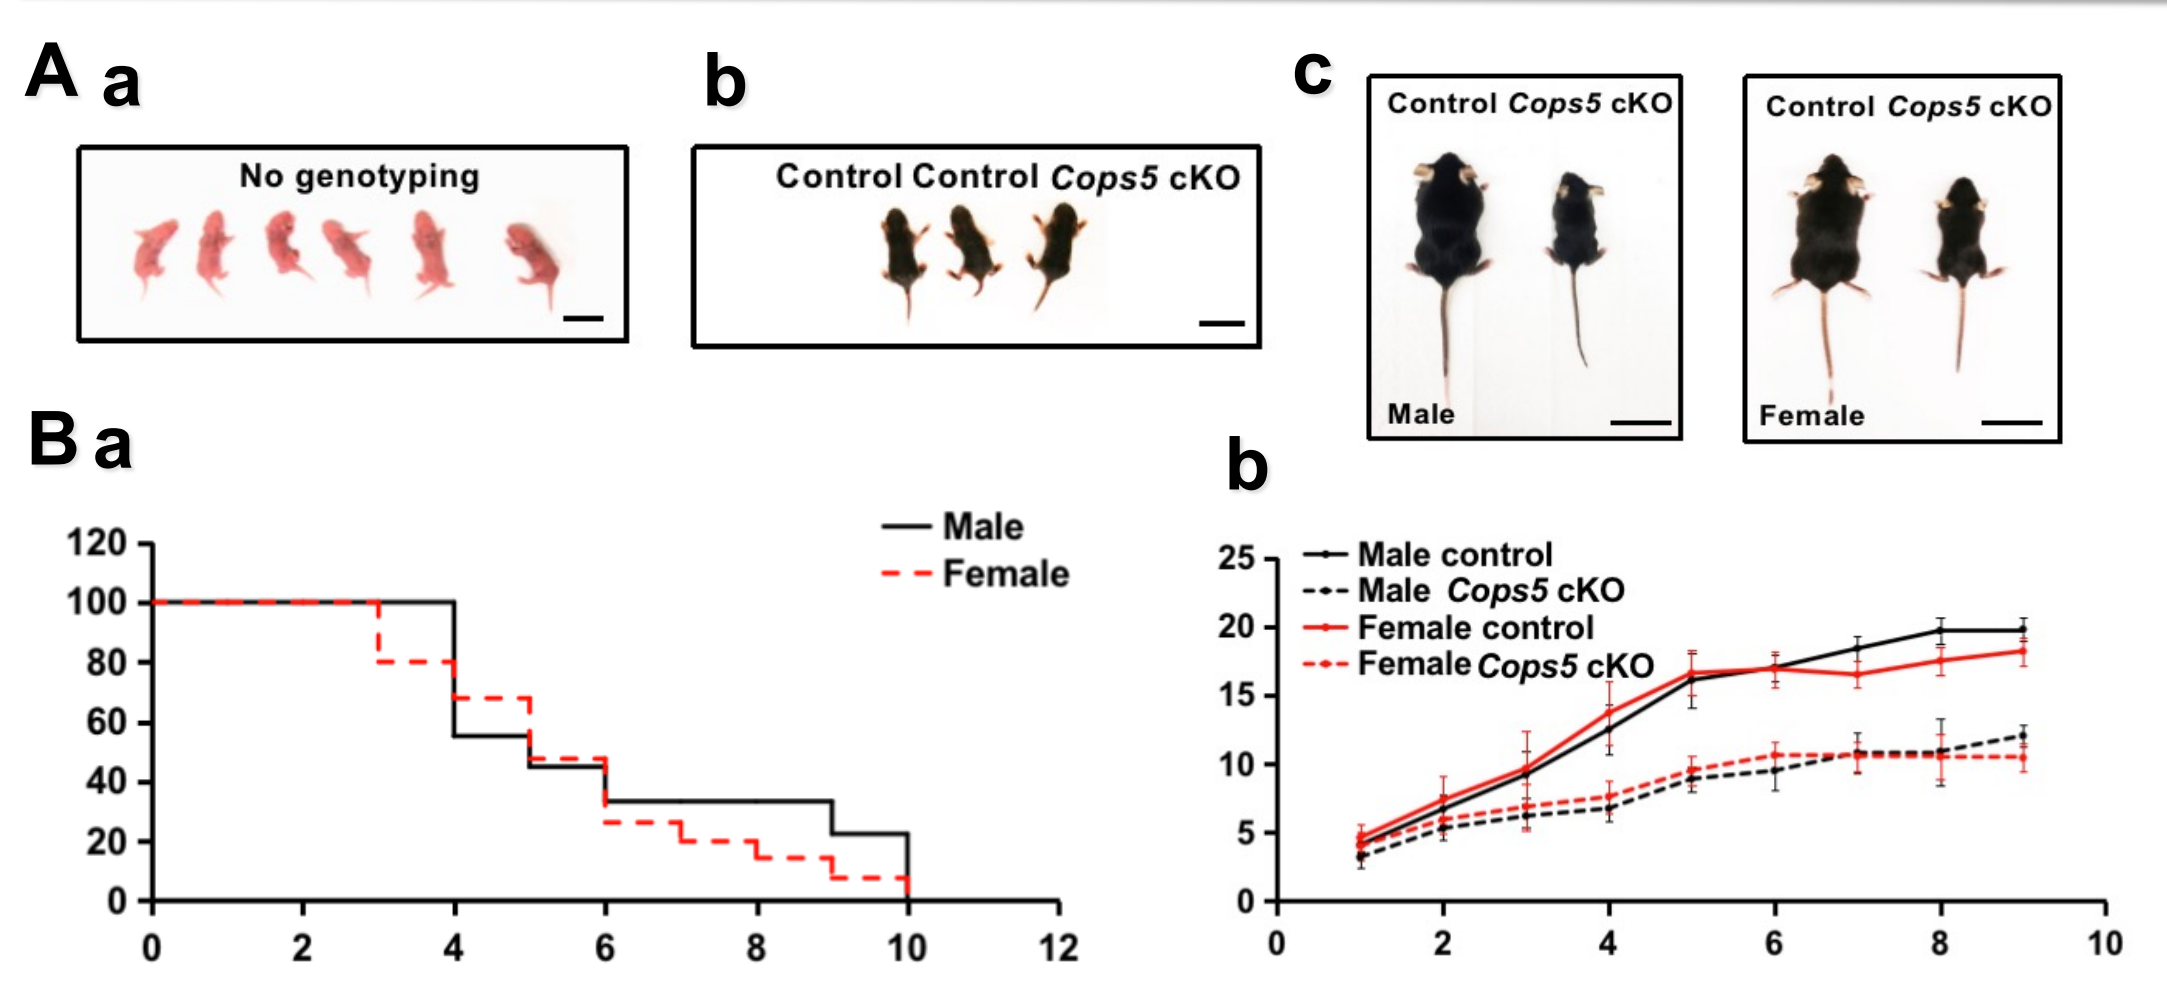 A a
b
c
No genotyping
Control Control Cops5 cKO
Control Cops5 cKO
Male
Control Cops5 cKO
Female
B a
Male
Female
120
100
80
60
40
20
0
0 2 4 6 8 10 12
b
Male control
Male Cops5 cKO
Female control
Female Cops5 cKO
25
20
15
10
5
0
0 2 4 6 8 10